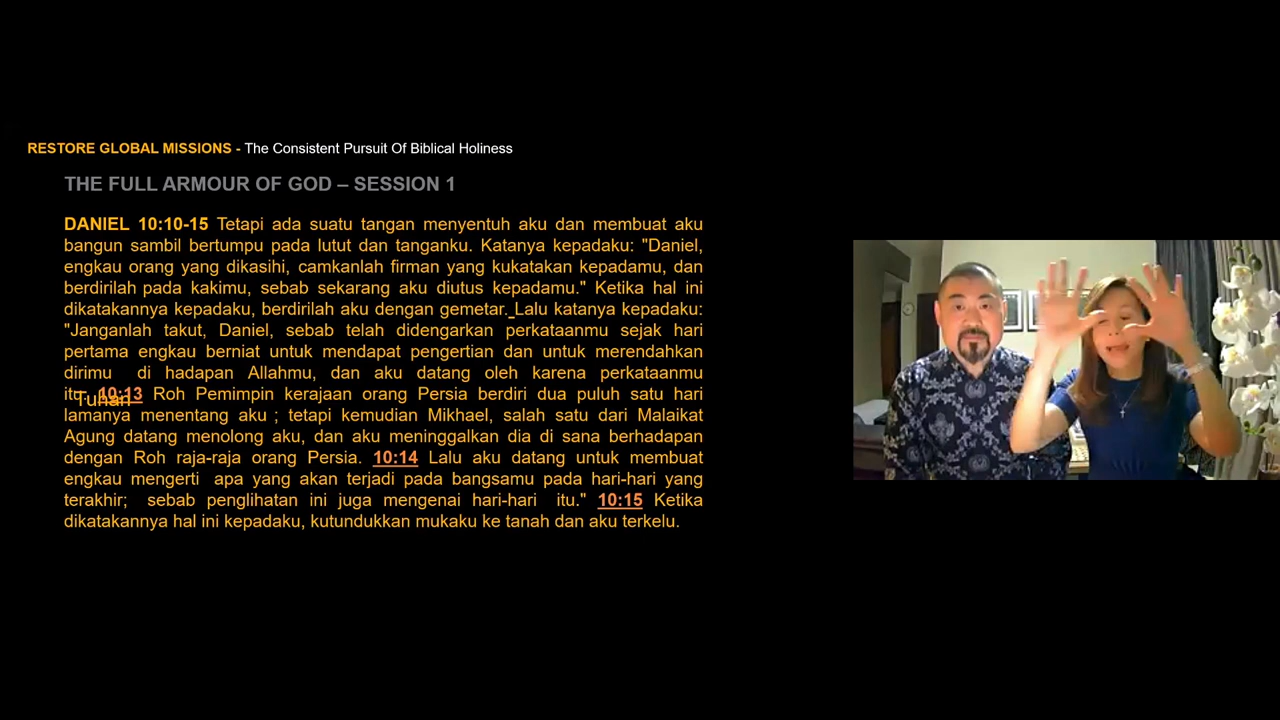 RESTORE GLOBAL MISSIONS - The Consistent Pursuit Of Biblical Holiness
THE FULL ARMOUR OF GOD – SESSION 1
DANIEL 10:10-15 Tetapi ada suatu tangan menyentuh aku dan membuat aku
bangun sambil bertumpu pada lutut dan tanganku. Katanya kepadaku: "Daniel,
engkau orang yang dikasihi, camkanlah firman yang kukatakan kepadamu, dan
berdirilah pada kakimu, sebab sekarang aku diutus kepadamu." Ketika hal ini
dikatakannya kepadaku, berdirilah aku dengan gemetar. Lalu katanya kepadaku:
"Janganlah takut, Daniel, sebab telah didengarkan perkataanmu sejak hari
pertama engkau berniat untuk mendapat pengertian dan untuk merendahkan
dirimu di hadapan Allahmu, dan aku datang oleh karena perkataanmu
itu. 10:13 Roh Pemimpin kerajaan orang Persia berdiri dua puluh satu hari
Tuhan
lamanya menentang aku ; tetapi kemudian Mikhael, salah satu dari Malaikat
Agung datang menolong aku, dan aku meninggalkan dia di sana berhadapan
dengan Roh raja-raja orang Persia. 10:14 Lalu aku datang untuk membuat
engkau mengerti apa yang akan terjadi pada bangsamu pada hari-hari yang
terakhir; sebab penglihatan ini juga mengenai hari-hari itu." 10:15 Ketika
dikatakannya hal ini kepadaku, kutundukkan mukaku ke tanah dan aku terkelu.